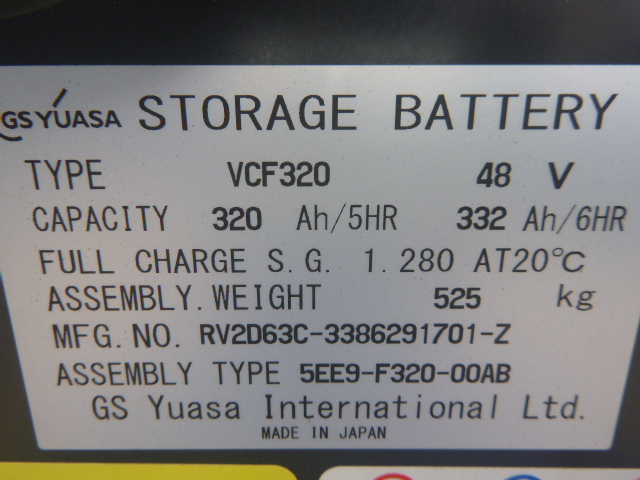 GS YUASA STORAGE BATTERY
TYPE VCF320 48 V
CAPACITY 320 Ah/5HR 332 Ah/6HR
FULL CHARGE S.G. 1.280 AT20℃
ASSEMBLY.WEIGHT 525 kg
MFG.NO. RV2D63C-3386291701-Z
ASSEMBLY TYPE 5EE9-F320-00AB
GS Yuasa International Ltd.
MADE IN JAPAN